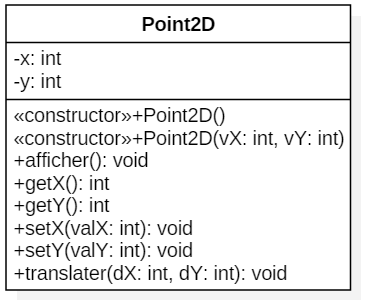 Point2D
-x: int
-y: int
«constructor»+Point2D()
«constructor»+Point2D(vX: int, vY: int)
+afficher(): void
+getX(): int
+getY(): int
+setX(valX: int): void
+setY(valY: int): void
+translater(dX: int, dY: int): void